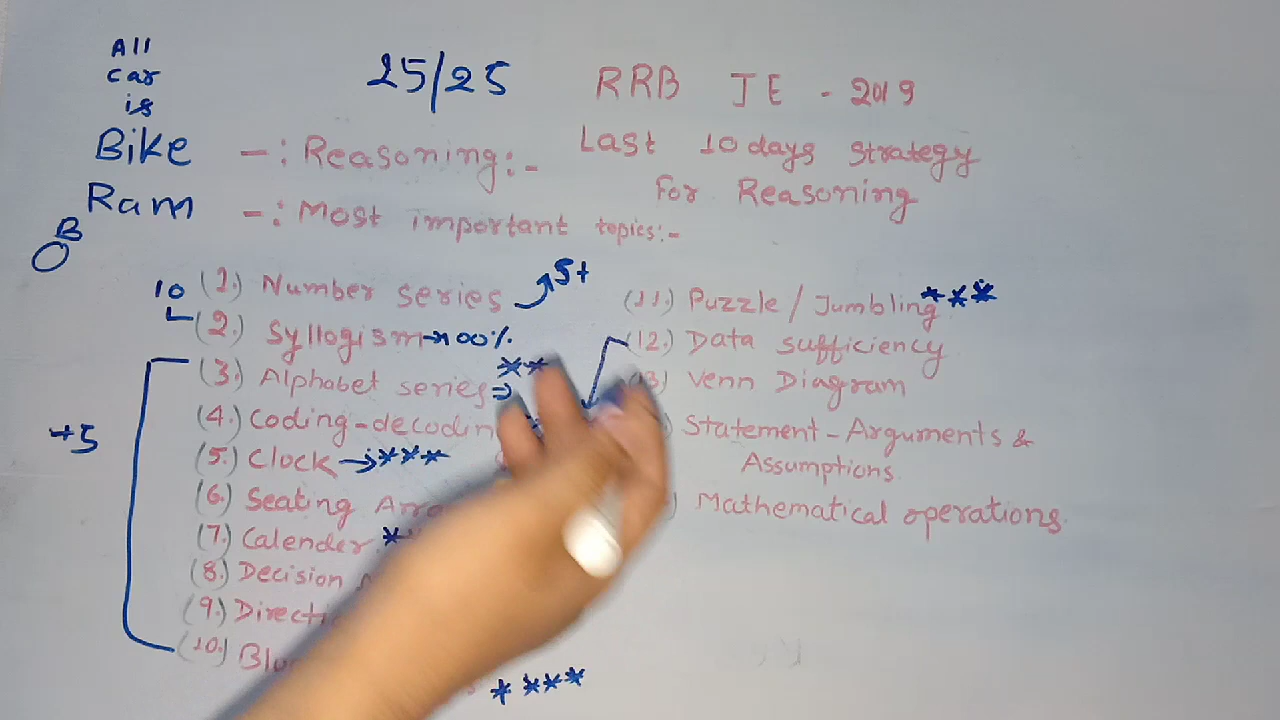 All
car
is
Bike
Ram
B
25/25
RRB JE - 2019
Last 10 days strategy
For Reasoning
-: Reasoning:-
-: Most important topics:-
10
(1.) Number series 5+
(2.) Syllogism→100%
(3.) Alphabet series⇒ **
(4.) Coding-decodin
(5.) Clock →***
(6.) Seating
(7.) Calender
(8.) Decision
(9.)
(10.)
****
+5
(11.) Puzzle / Jumbling ***
(12.) Data sufficiency
Venn Diagram
Statement - Arguments &
Assumptions
Mathematical operations.